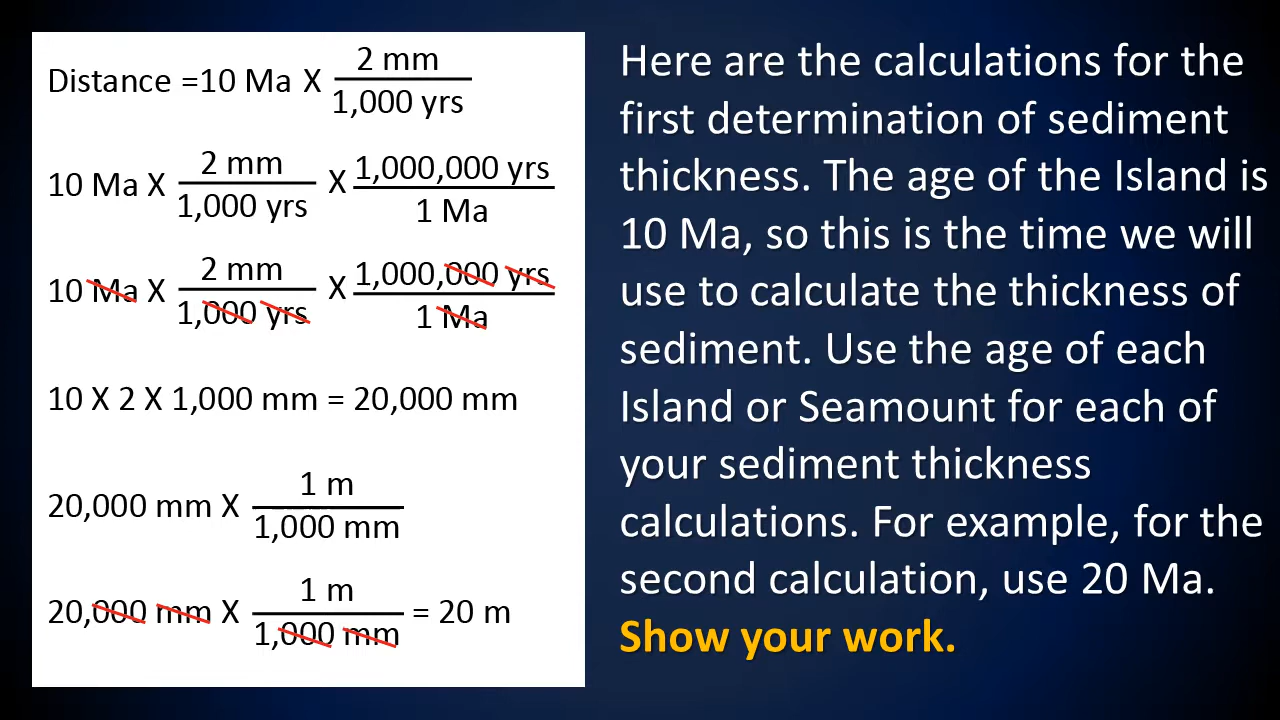 Distance =10 Ma X 2 mm / 1,000 yrs
10 Ma X 2 mm / 1,000 yrs X 1,000,000 yrs / 1 Ma
10 Ma X 2 mm / 1,000 yrs X 1,000,000 yrs / 1 Ma
10 X 2 X 1,000 mm = 20,000 mm
20,000 mm X 1 m / 1,000 mm
20,000 mm X 1 m / 1,000 mm = 20 m
Here are the calculations for the
first determination of sediment
thickness. The age of the Island is
10 Ma, so this is the time we will
use to calculate the thickness of
sediment. Use the age of each
Island or Seamount for each of
your sediment thickness
calculations. For example, for the
second calculation, use 20 Ma.
Show your work.